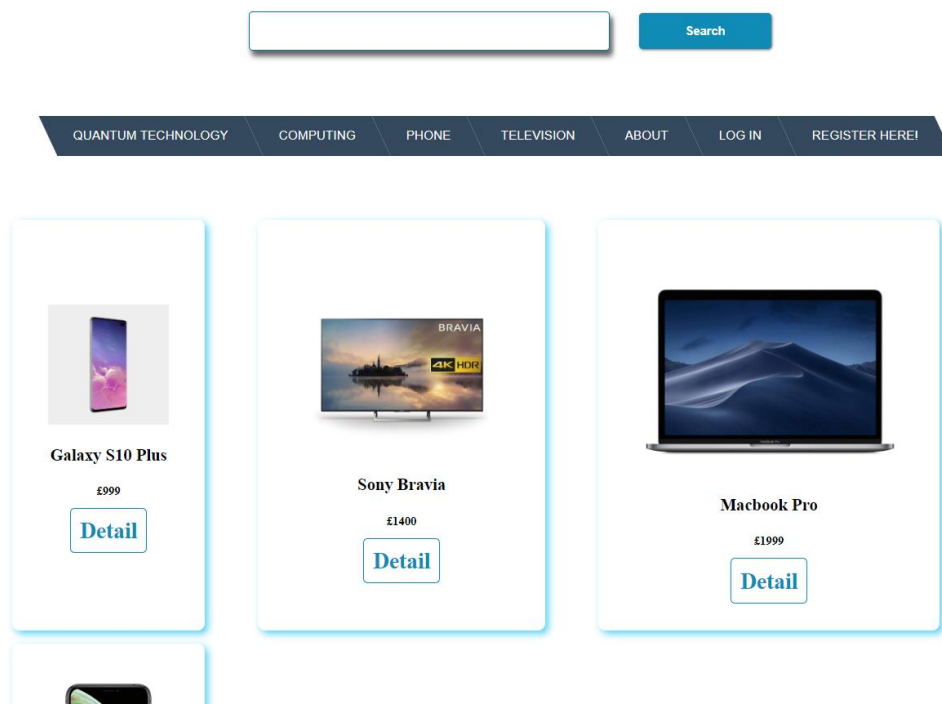 Search
QUANTUM TECHNOLOGY COMPUTING PHONE TELEVISION ABOUT LOG IN REGISTER HERE!
BRAVIA
4K HDR
Galaxy S10 Plus
£999
Detail
Sony Bravia
£1400
Detail
Macbook Pro
£1999
Detail